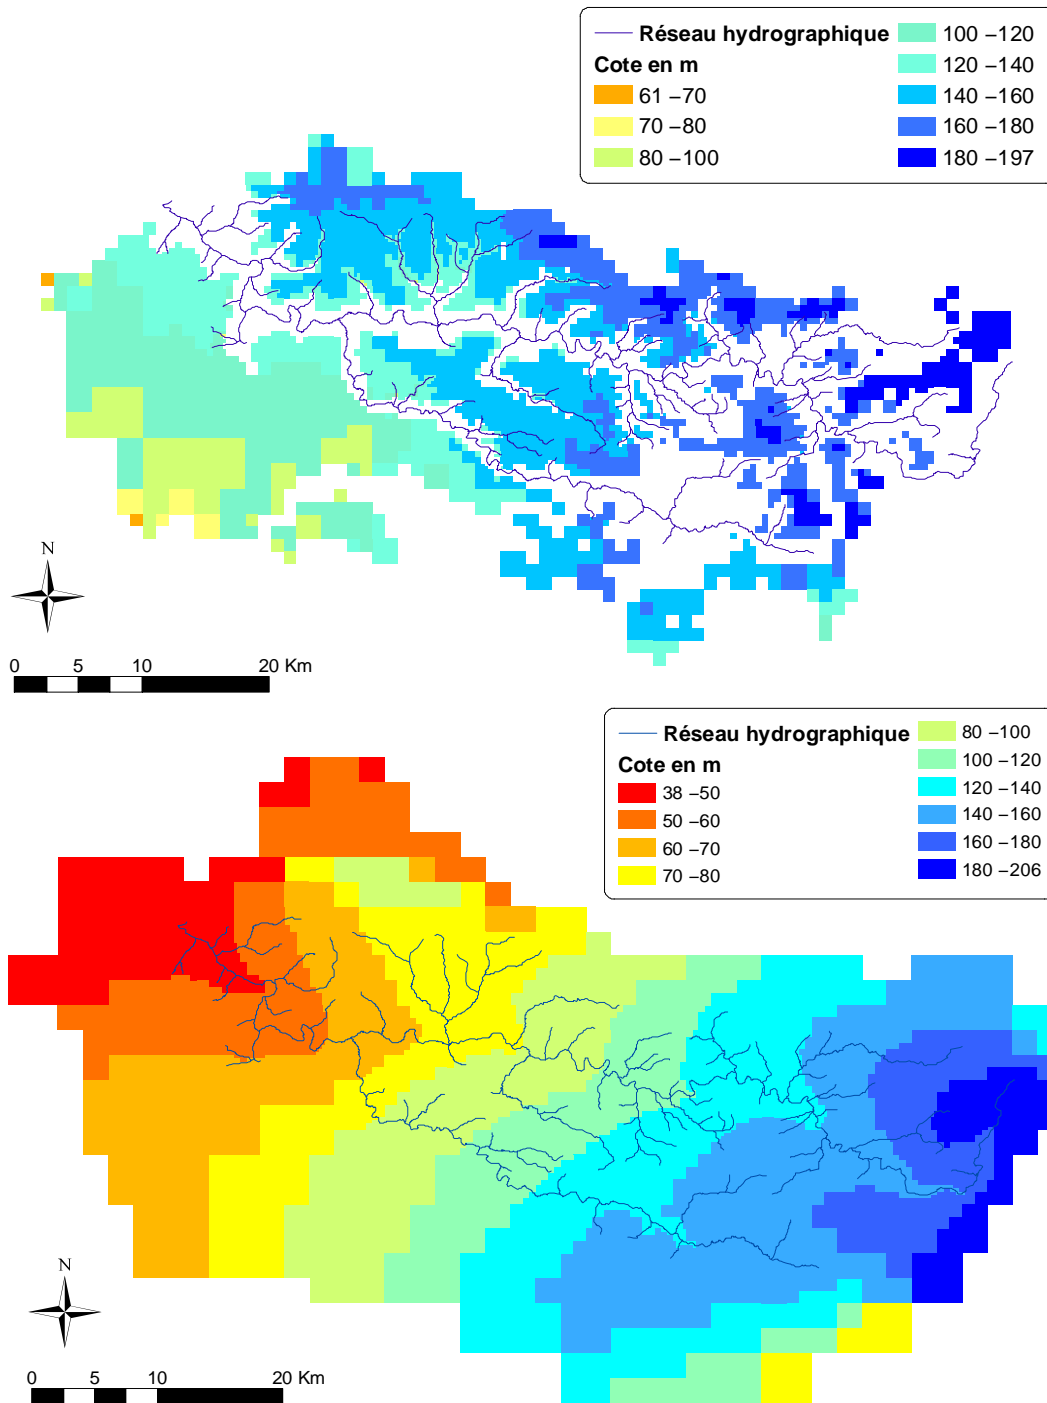 Réseau hydrographique
Cote en m
61 –70
70 –80
80 –100
100 –120
120 –140
140 –160
160 –180
180 –197
N
0 5 10 20 Km
Réseau hydrographique
Cote en m
38 –50
50 –60
60 –70
70 –80
80 –100
100 –120
120 –140
140 –160
160 –180
180 –206
N
0 5 10 20 Km